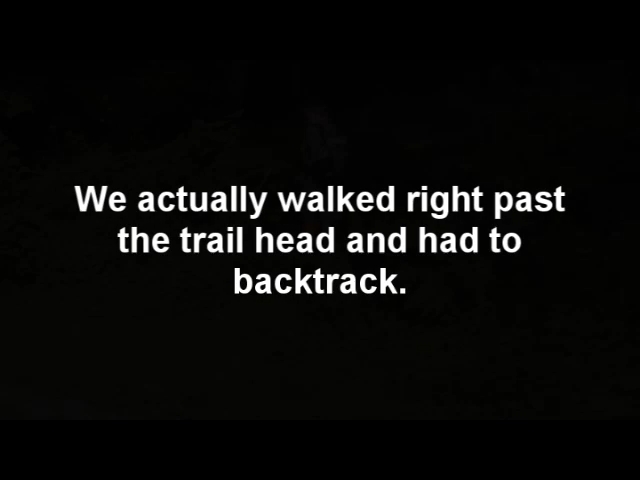 We actually walked right past
the trail head and had to
backtrack.